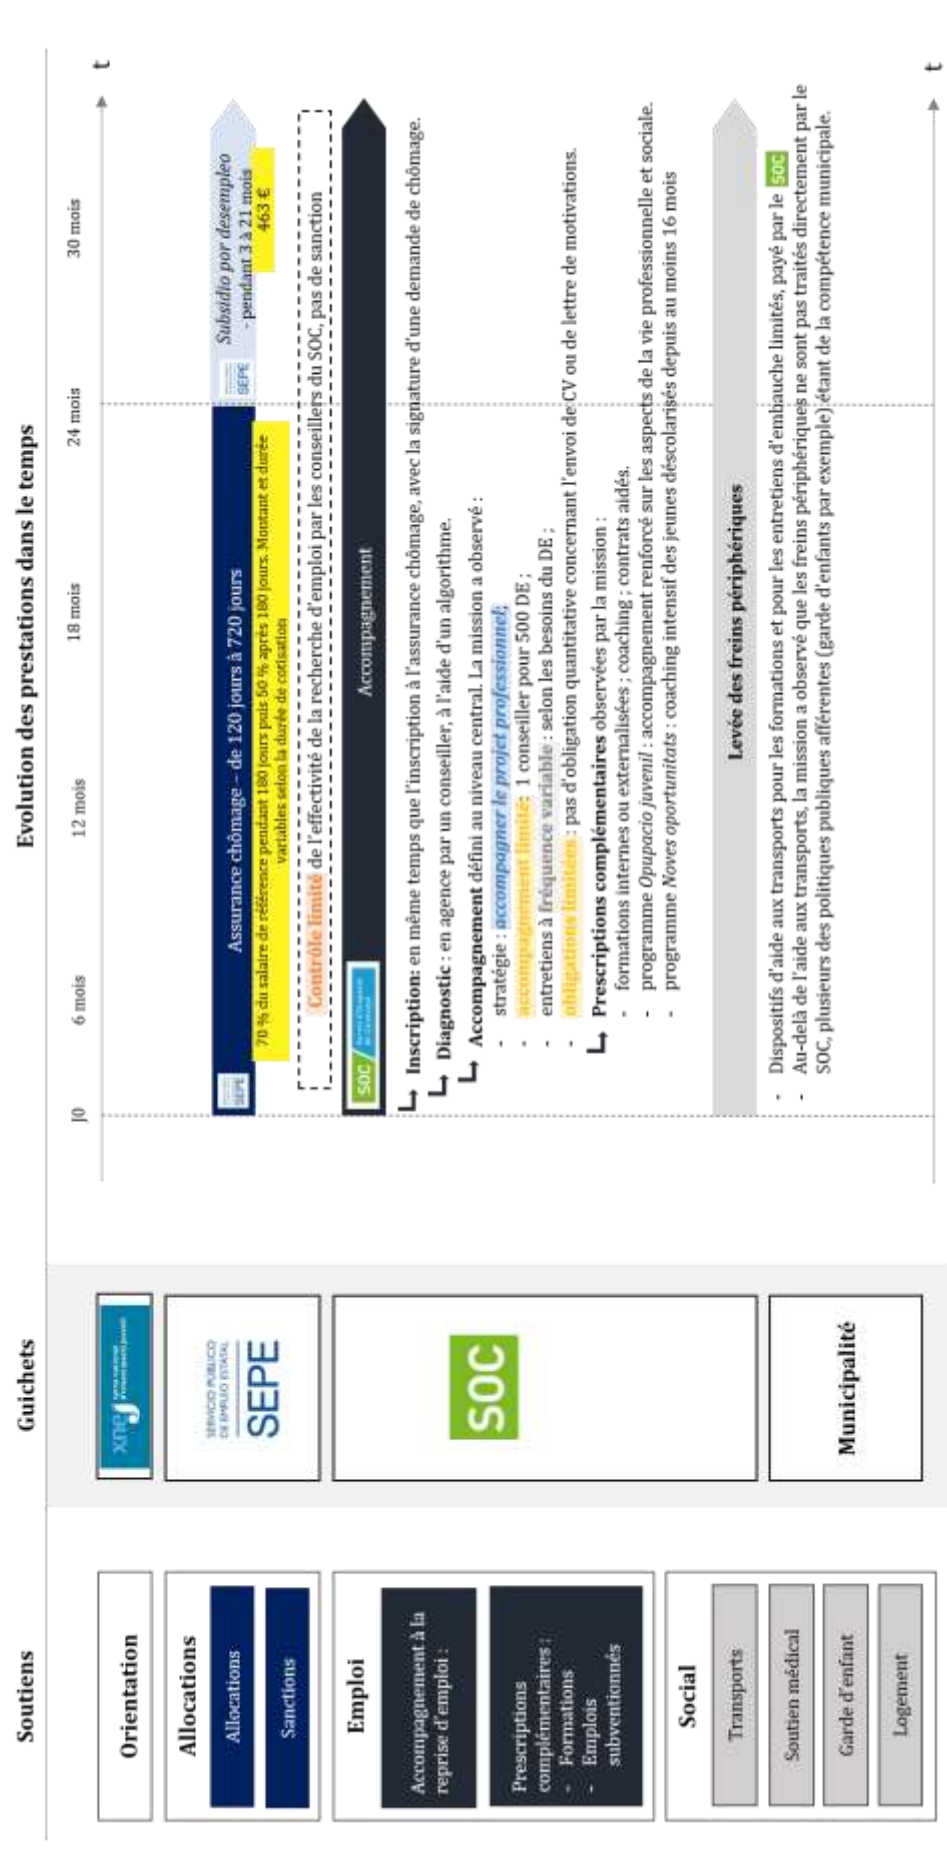 Soutiens
Guichets
Evolution des prestations dans le temps
J0
6 mois
12 mois
18 mois
24 mois
30 mois
t
Orientation
xnej
Allocations
Allocations
Sanctions
SERVICIO PÚBLICO
DE EMPLEO ESTATAL
SEPE
SEPE
Assurance chômage – de 120 jours à 720 jours
70 % du salaire de référence pendant 180 jours puis 50 % après 180 jours. Montant et durée
variables selon la durée de cotisation
SEPE
Subsidio por desempleo
- pendant 3 à 21 mois
463 €
Contrôle limité de l'effectivité de la recherche d'emploi par les conseillers du SOC, pas de sanction
Emploi
Accompagnement à la
reprise d'emploi :
Prescriptions
complémentaires :
- Formations
- Emplois
subventionnés
SOC
SOC
Accompagnement
Inscription: en même temps que l'inscription à l'assurance chômage, avec la signature d'une demande de chômage.
Diagnostic : en agence par un conseiller, à l'aide d'un algorithme.
Accompagnement défini au niveau central. La mission a observé :
- stratégie : accompagner le projet professionnel;
- accompagnement limité: 1 conseiller pour 500 DE ;
- entretiens à fréquence variable : selon les besoins du DE ;
- obligations limitées : pas d'obligation quantitative concernant l'envoi de CV ou de lettre de motivations.
Prescriptions complémentaires observées par la mission :
- formations internes ou externalisées ; coaching ; contrats aidés.
- programme Opupacio juvenil : accompagnement renforcé sur les aspects de la vie professionnelle et sociale.
- programme Noves oportunitats : coaching intensif des jeunes déscolarisés depuis au moins 16 mois
Social
Transports
Soutien médical
Garde d'enfant
Logement
Municipalité
Levée des freins périphériques
- Dispositifs d'aide aux transports pour les formations et pour les entretiens d'embauche limités, payé par le SOC
- Au-delà de l'aide aux transports, la mission a observé que les freins périphériques ne sont pas traités directement par le
SOC, plusieurs des politiques publiques afférentes (garde d'enfants par exemple) étant de la compétence municipale.
t